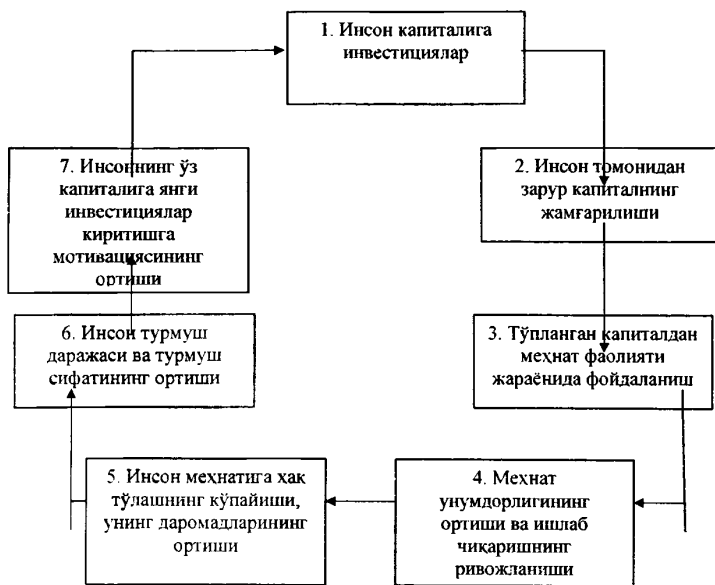 1. Инсон капиталига
инвестициялар
2. Инсон томонидан
зарур капиталнинг
жамғарилиши
3. Тўпланган капиталдан
меҳнат фаолияти
жараёнида фойдаланиш
4. Меҳнат
унумдорлигининг
ортиши ва ишлаб
чиқаришнинг
ривожланиши
5. Инсон меҳнатига хақ
тўлашнинг кўпайиши,
унинг даромадларининг
ортиши
6. Инсон турмуш
даражаси ва турмуш
сифатининг ортиши
7. Инсоннинг ўз
капиталига янги
инвестициялар
киритишга
мотивациясининг
ортиши